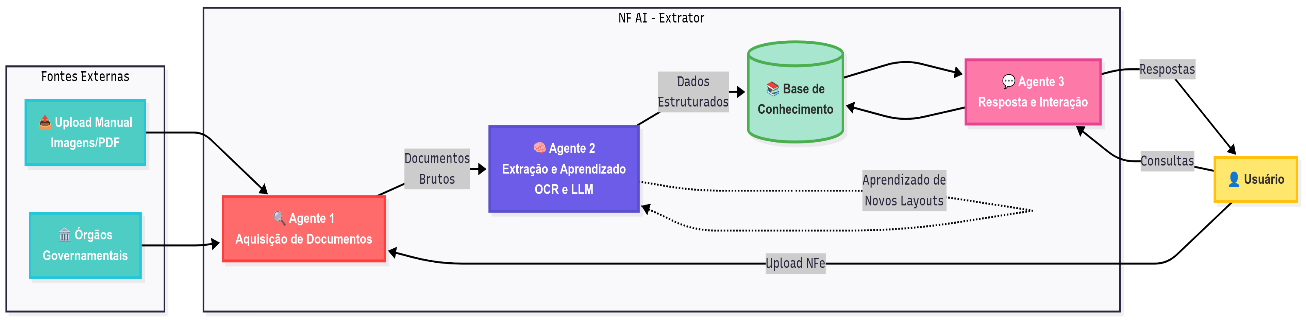 NF AI - Extrator
Fontes Externas
📤 Upload Manual
Imagens/PDF
🏛️ Órgãos
Governamentais
🔍 Agente 1
Aquisição de Documentos
Documentos
Brutos
🧠 Agente 2
Extração e Aprendizado
OCR e LLM
Dados
Estruturados
📚 Base de
Conhecimento
💬 Agente 3
Resposta e Interação
Respostas
Consultas
👤 Usuário
Aprendizado de
Novos Layouts
Upload NFe